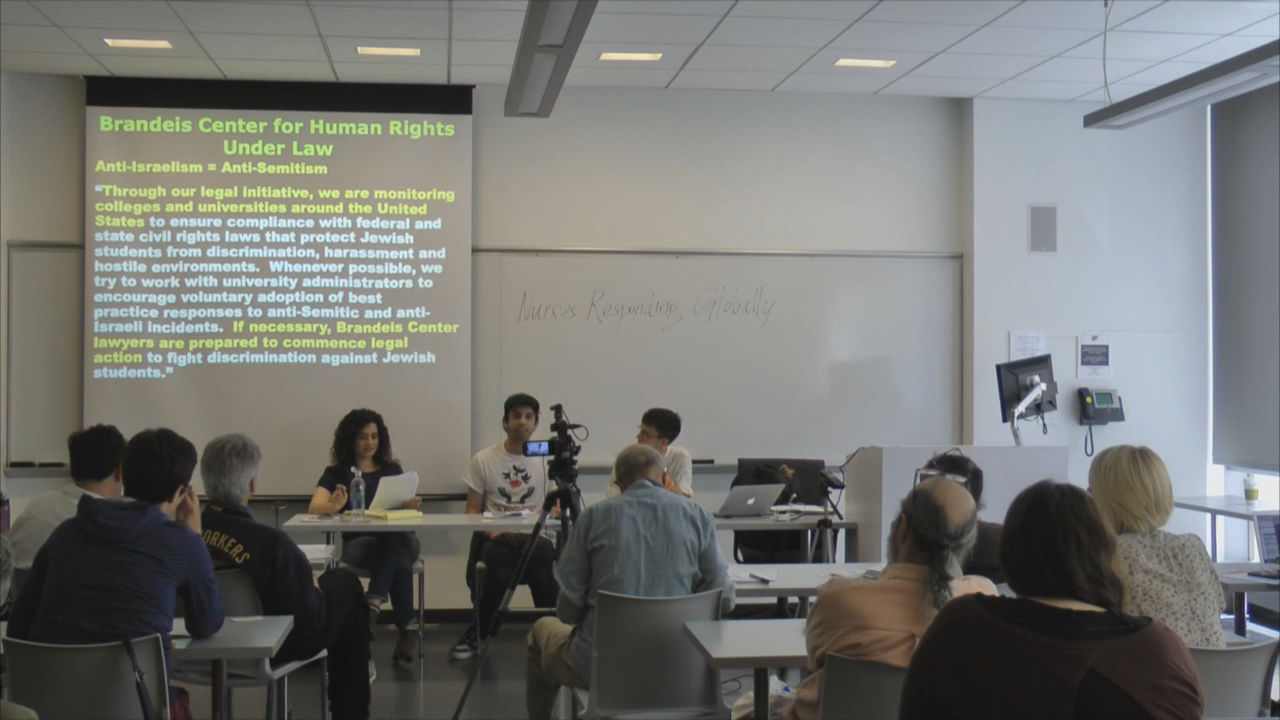 Brandeis Center for Human Rights
Under Law
Anti-Israelism = Anti-Semitism
"Through our legal initiative, we are monitoring
colleges and universities around the United
States to ensure compliance with federal and
state civil rights laws that protect Jewish
students from discrimination, harassment and
hostile environments.  Whenever possible, we
try to work with university administrators to
encourage voluntary adoption of best
practice responses to anti-Semitic and anti-
Israeli incidents.  If necessary, Brandeis Center
lawyers are prepared to commence legal
action to fight discrimination against Jewish
students."
Nurses Responding Globally
ORKERS